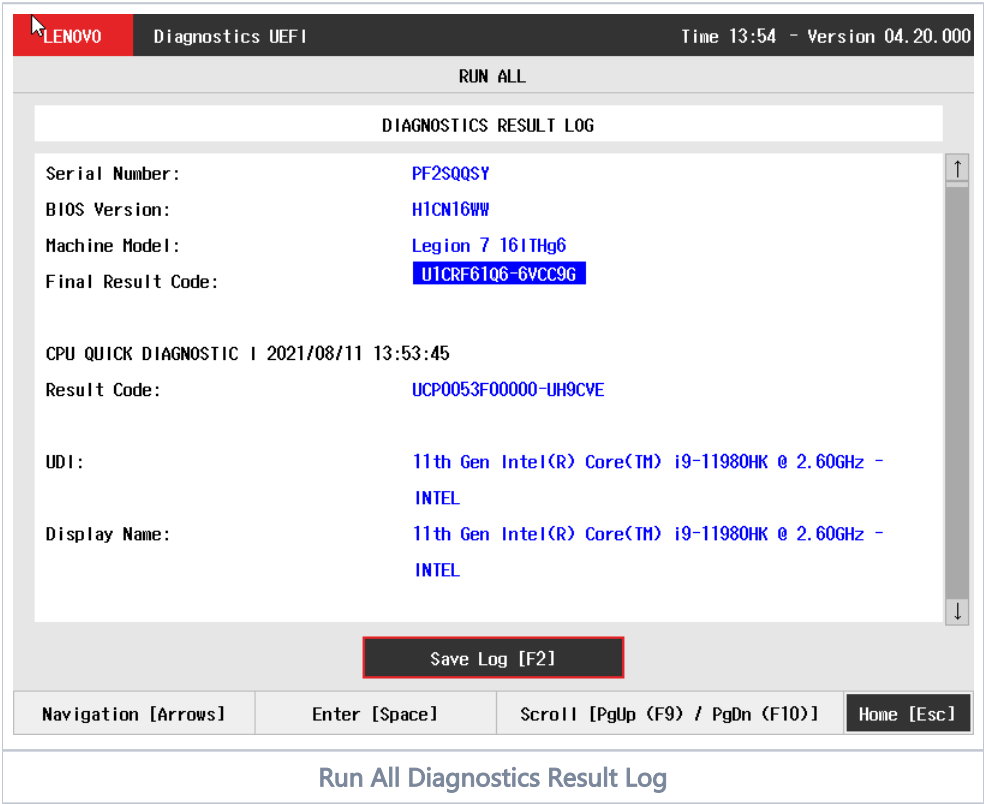 LENOVO Diagnostics UEFI Time 13:54 - Version 04.20.000
RUN ALL
DIAGNOSTICS RESULT LOG
Serial Number: PF2SQQSY
BIOS Version: H1CN16WW
Machine Model: Legion 7 16ITHg6
Final Result Code: U1CRF61Q6-6VCC9G
CPU QUICK DIAGNOSTIC | 2021/08/11 13:53:45
Result Code: UCP0053F00000-UH9CVE
UDI: 11th Gen Intel(R) Core(TM) i9-11980HK @ 2.60GHz -
INTEL
Display Name: 11th Gen Intel(R) Core(TM) i9-11980HK @ 2.60GHz -
INTEL
Save Log [F2]
Navigation [Arrows] Enter [Space] Scroll [PgUp (F9) / PgDn (F10)] Home [Esc]
Run All Diagnostics Result Log